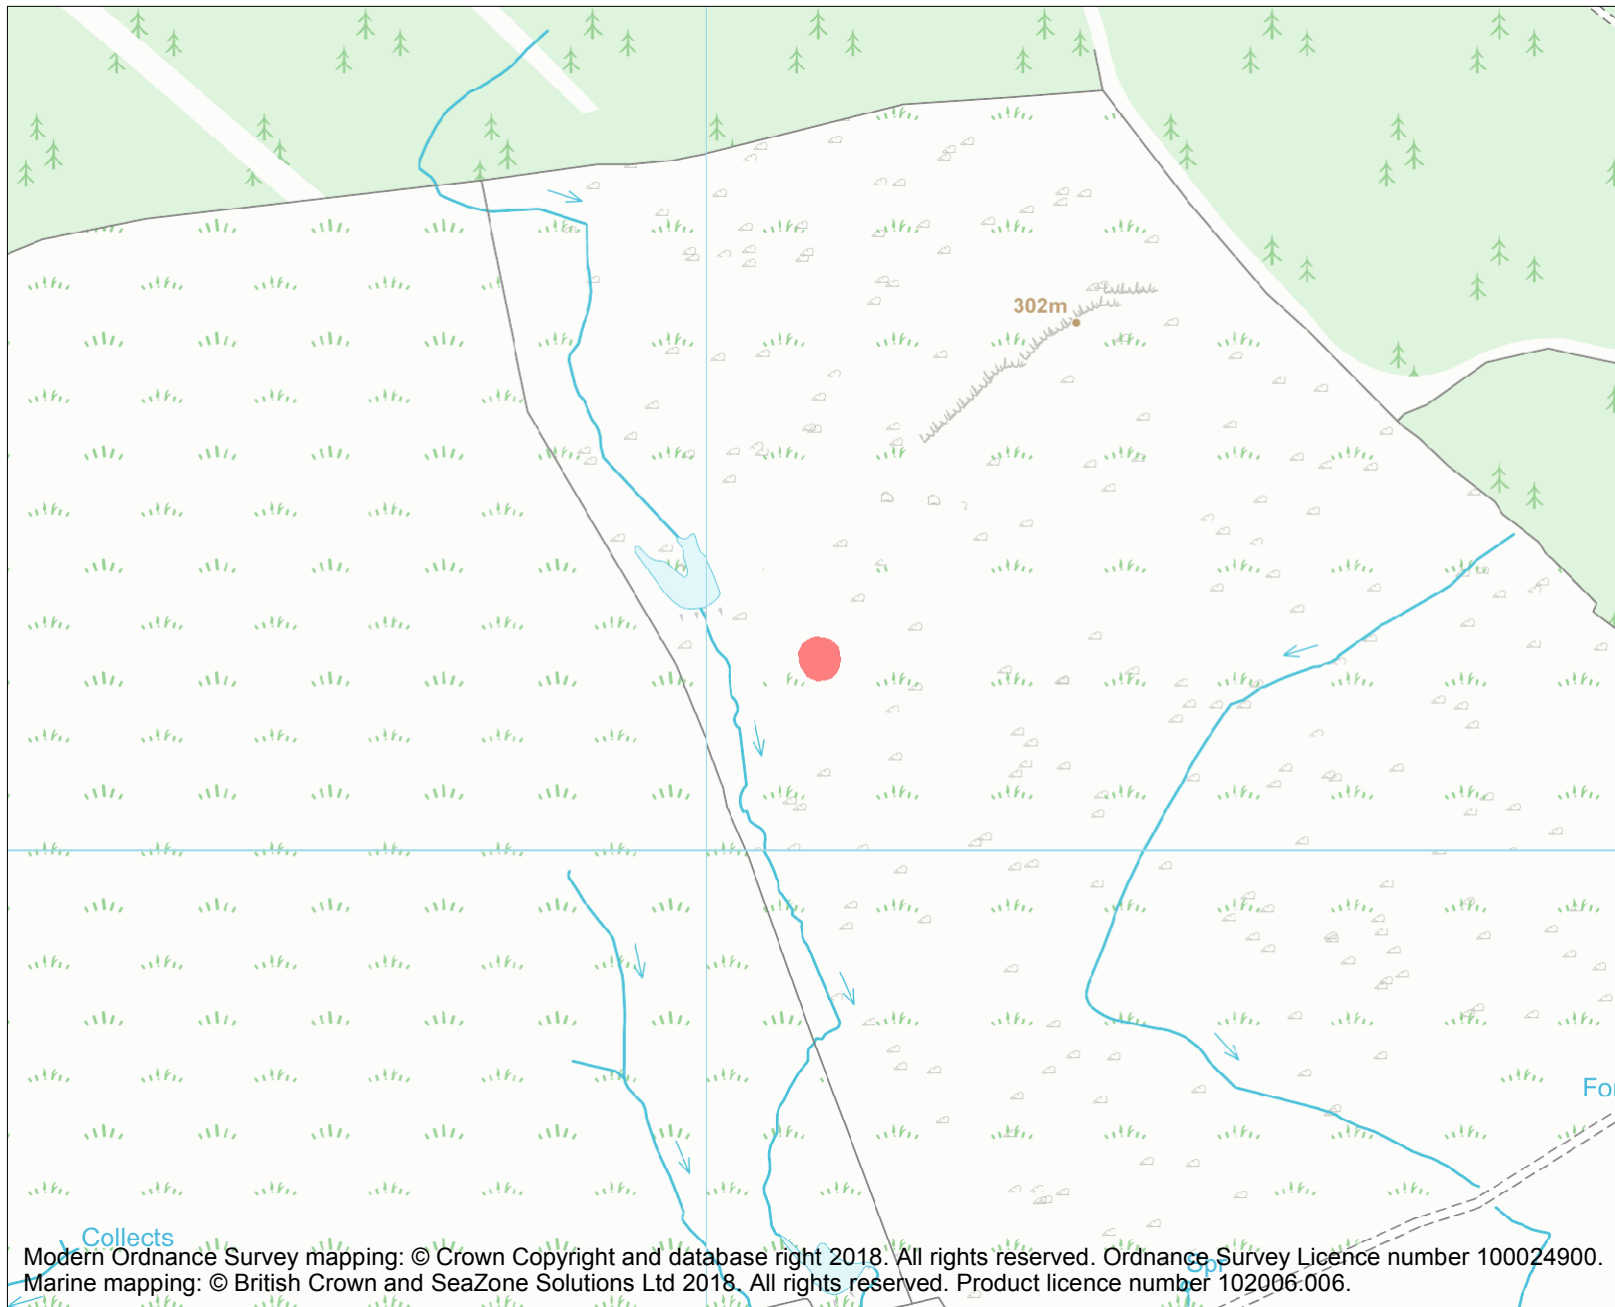 302m
Collects
Modern Ordnance Survey mapping: © Crown Copyright and database right 2018. All rights reserved. Ordnance Survey Licence number 100024900.
Marine mapping: © British Crown and SeaZone Solutions Ltd 2018. All rights reserved. Product licence number 102006.006.